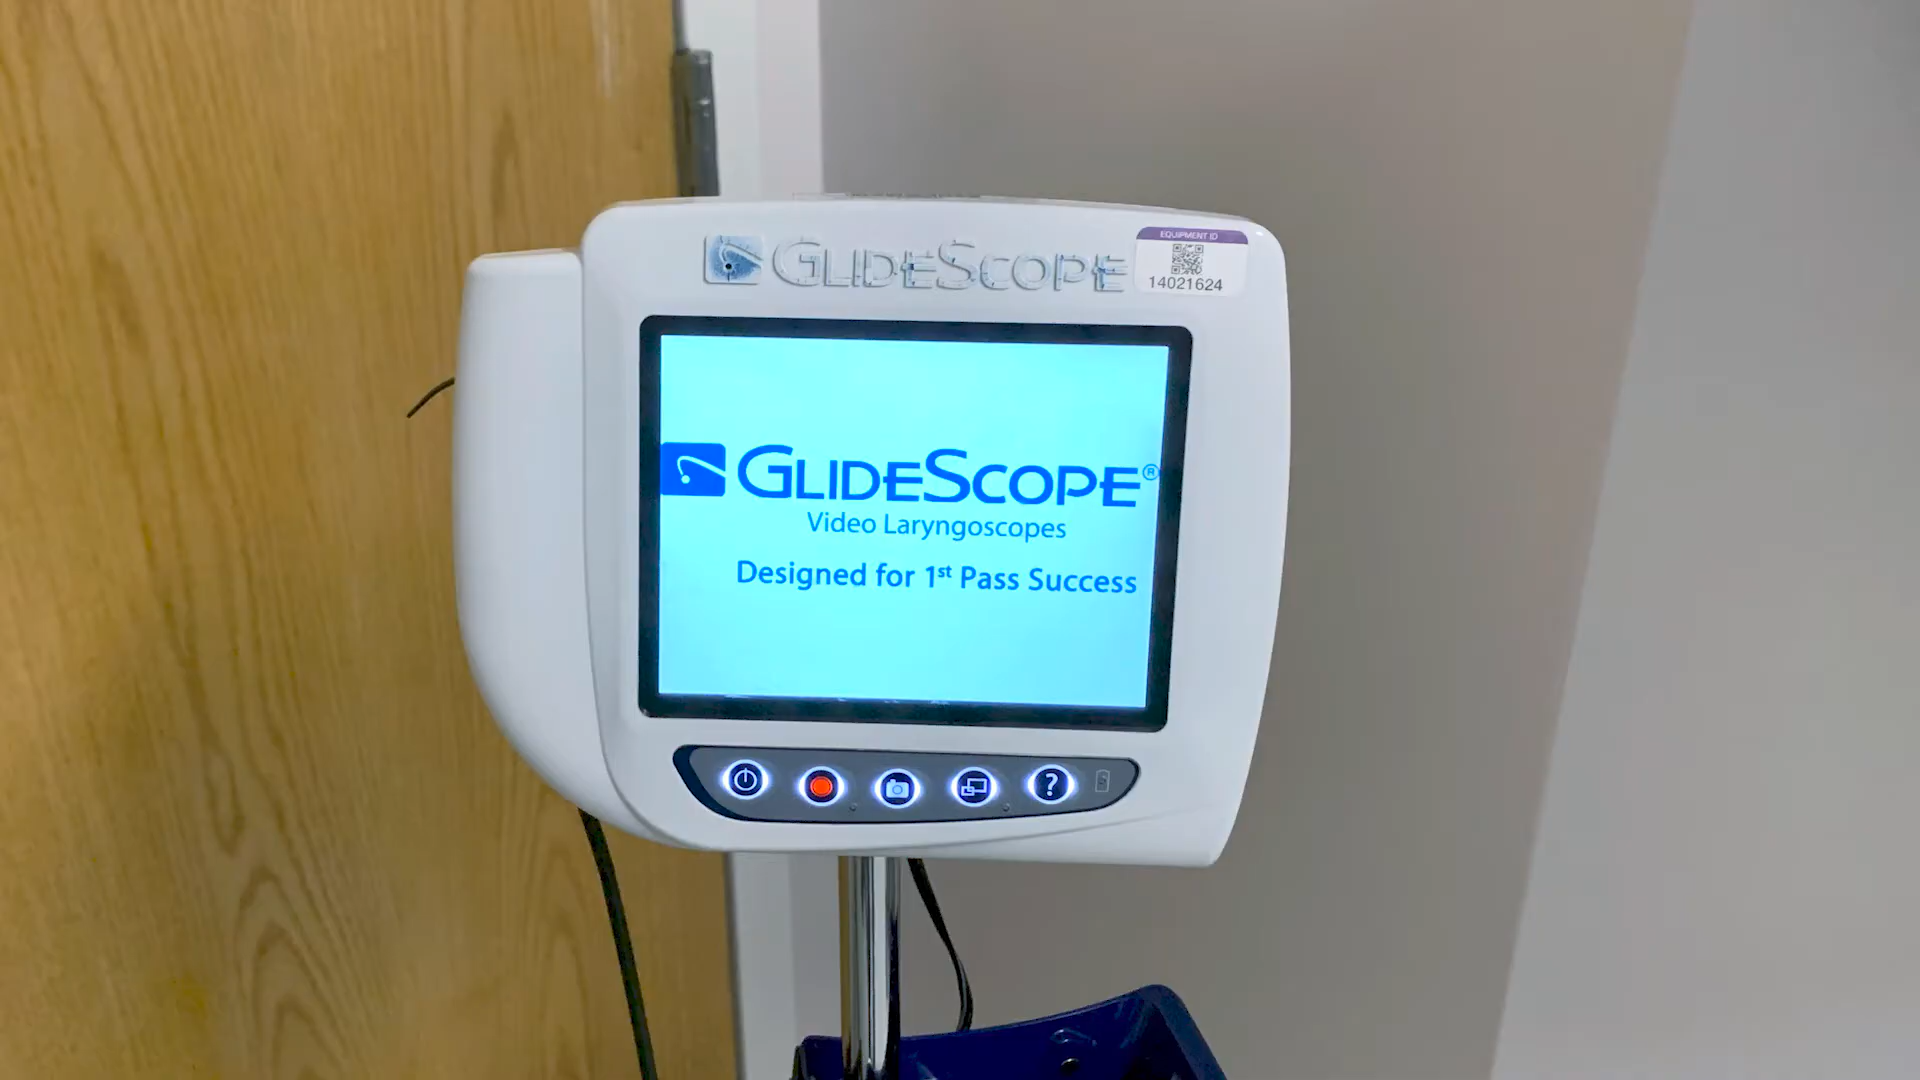 GLIDESCOPE
EQUIPMENT ID
14021624
GLIDESCOPE®
Video Laryngoscopes
Designed for 1st Pass Success
?